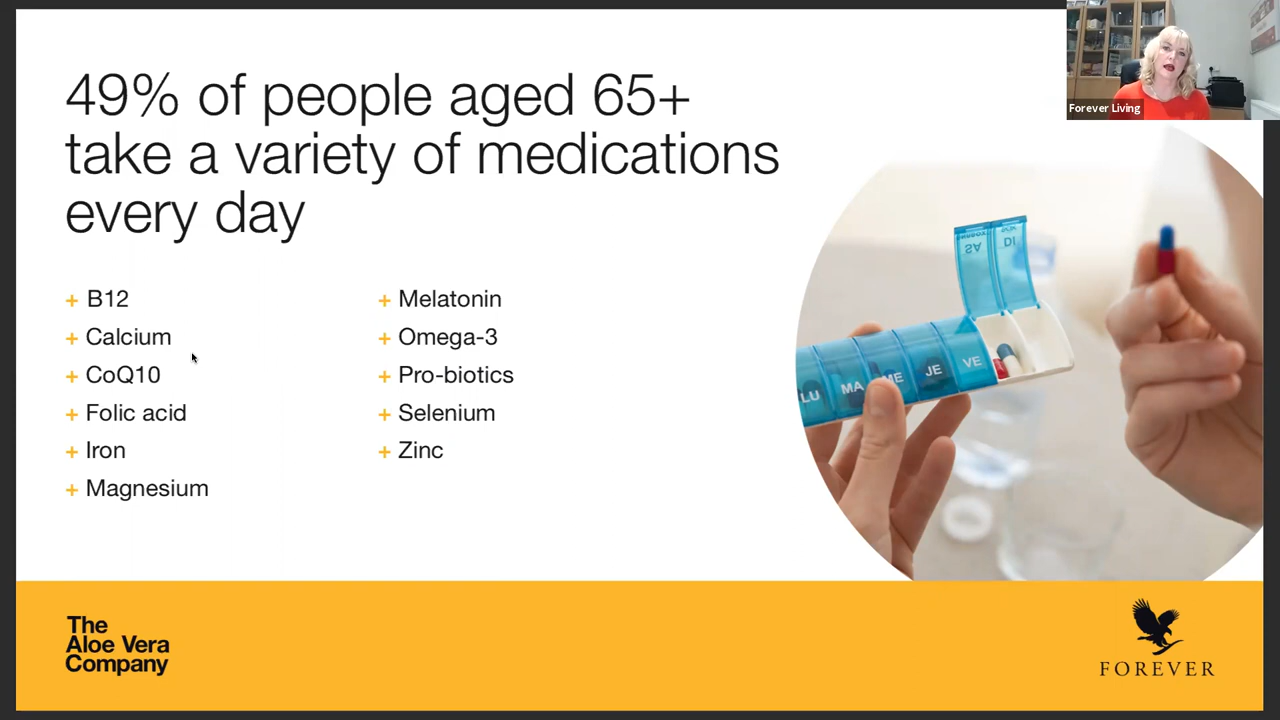 49% of people aged 65+
take a variety of medications
every day
Forever Living
+ B12
+ Calcium
+ CoQ10
+ Folic acid
+ Iron
+ Magnesium
+ Melatonin
+ Omega-3
+ Pro-biotics
+ Selenium
+ Zinc
SA DI
LU MA ME JE VE
The
Aloe Vera
Company
FOREVER